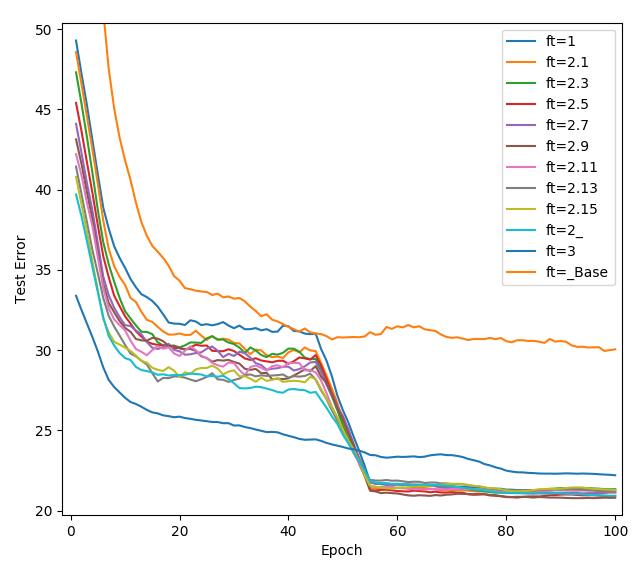 50
45
40
35
30
25
20
Test Error
0
20
40
60
80
100
Epoch
ft=1
ft=2.1
ft=2.3
ft=2.5
ft=2.7
ft=2.9
ft=2.11
ft=2.13
ft=2.15
ft=2_
ft=3
ft=_Base